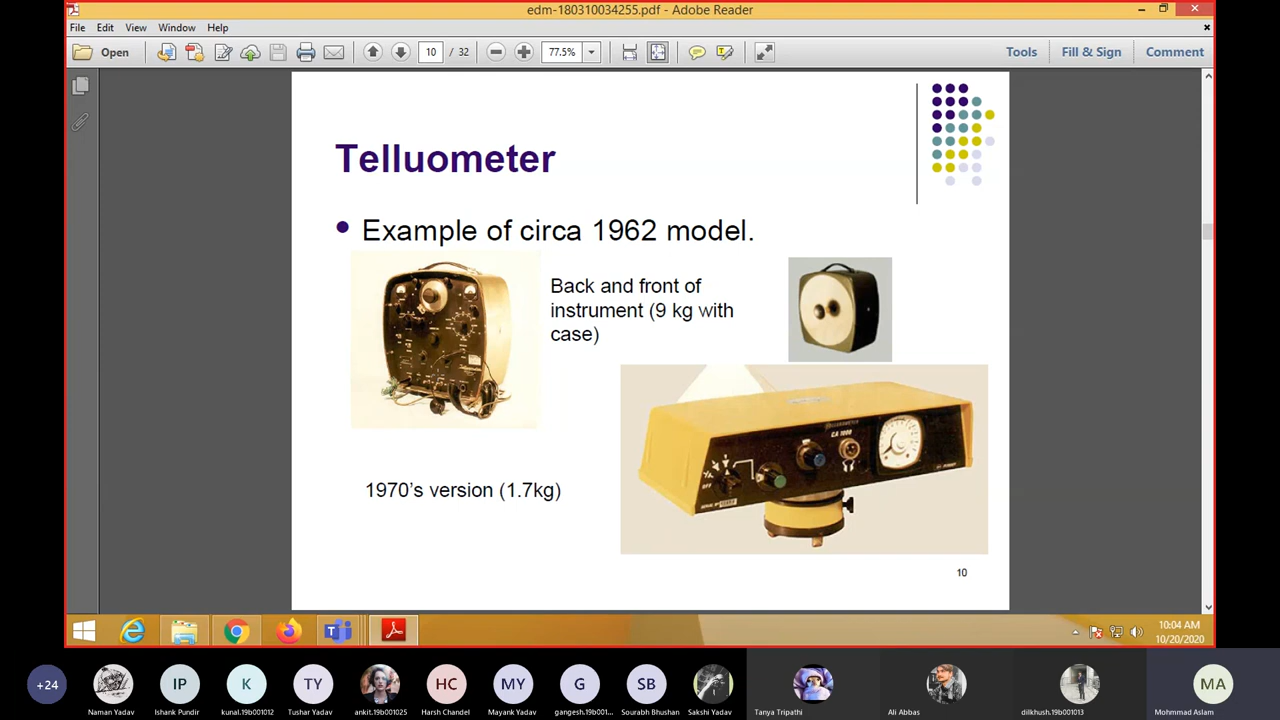 edm-180310034255.pdf - Adobe Reader
File Edit View Window Help
Open 10 / 32 77.5% Tools Fill & Sign Comment
Telluometer
Example of circa 1962 model.
Back and front of
instrument (9 kg with
case)
CA 1000
OFF
1970's version (1.7kg)
10
10:04 AM
10/20/2020
+24 IP K TY HC MY G SB MA
Naman Yadav Ishank Pundir kunal.19b001012 Tushar Yadav ankit.19b001025 Harsh Chandel Mayank Yadav gangesh.19b001... Sourabh Bhushan Sakshi Yadav Tanya Tripathi Ali Abbas dilkhush.19b001013 Mohmmad Aslam